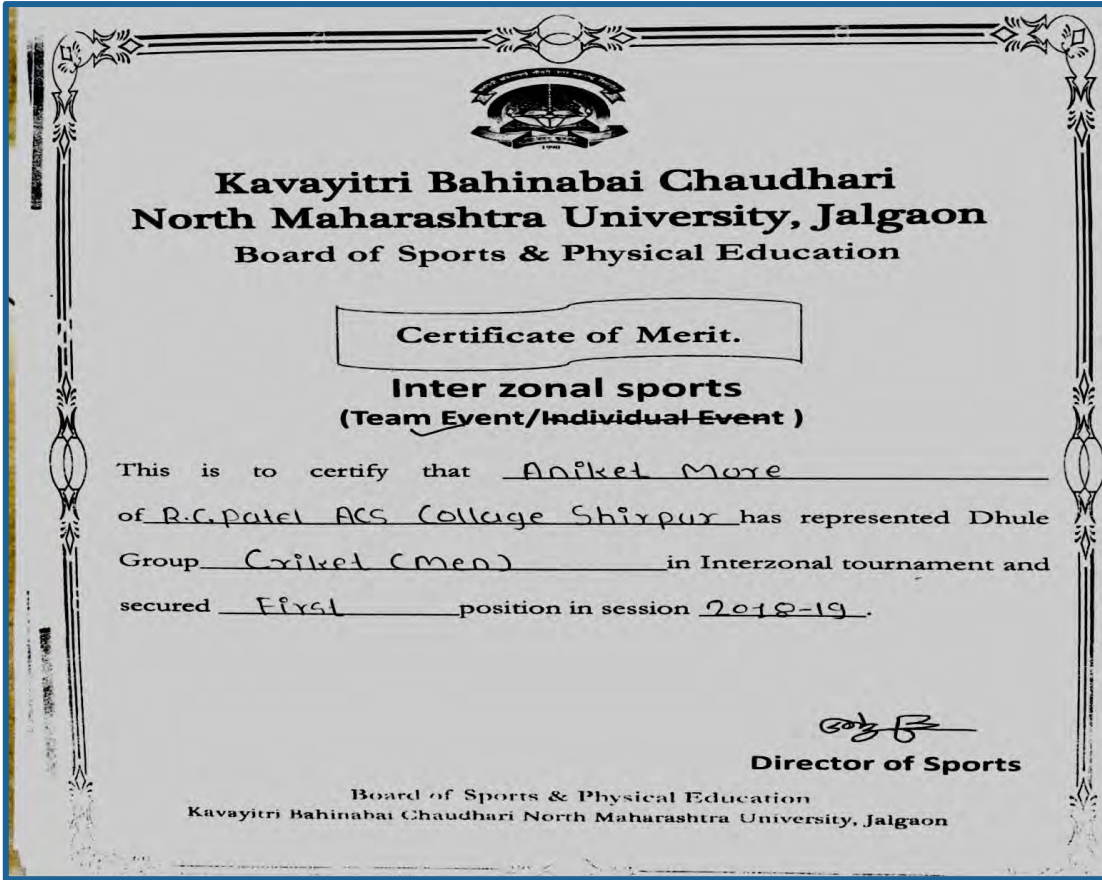 1990
Kavayitri Bahinabai Chaudhari
North Maharashtra University, Jalgaon
Board of Sports & Physical Education
Certificate of Merit.
Inter zonal sports
(Team Event/Individual Event )
This is to certify that Aniket More
of R.C. Patel ACS Collage Shirpur has represented Dhule
Group Criket (Men) in Interzonal tournament and
secured First position in session 2018-19.
Director of Sports
Board of Sports & Physical Education
Kavayitri Bahinabai Chaudhari North Maharashtra University, Jalgaon